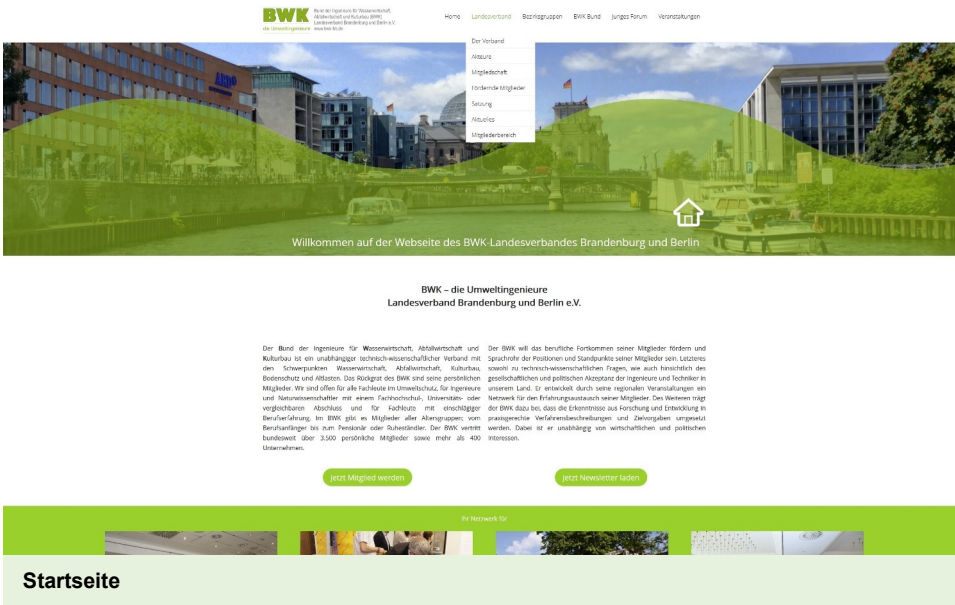 BWK
die Umweltingenieure
Bund der Ingenieure für Wasserwirtschaft,
Abfallwirtschaft und Kulturbau (BWK)
Landesverband Brandenburg und Berlin e.V.
www.bwk-bb.de
Home Landesverband Bezirksgruppen BWK Bund Junges Forum Veranstaltungen
Der Verband
Akteure
Mitgliedschaft
Fördernde Mitglieder
Satzung
Aktuelles
Mitgliederbereich
ARD
Willkommen auf der Webseite des BWK-Landesverbandes Brandenburg und Berlin
BWK – die Umweltingenieure
Landesverband Brandenburg und Berlin e.V.
Der Bund der Ingenieure für Wasserwirtschaft, Abfallwirtschaft und
Kulturbau ist ein unabhängiger technisch-wissenschaftlicher Verband mit
den Schwerpunkten Wasserwirtschaft, Abfallwirtschaft, Kulturbau,
Bodenschutz und Altlasten. Das Rückgrat des BWK sind seine persönlichen
Mitglieder. Wir sind offen für alle Fachleute im Umweltschutz, für Ingenieure
und Naturwissenschaftler mit einem Fachhochschul-, Universitäts- oder
vergleichbaren Abschluss und für Fachleute mit einschlägiger
Berufserfahrung. Im BWK gibt es Mitglieder aller Altersgruppen; vom
Berufsanfänger bis zum Pensionär oder Ruheständler. Der BWK vertritt
bundesweit über 3.500 persönliche Mitglieder sowie mehr als 400
Unternehmen.
Der BWK will das berufliche Fortkommen seiner Mitglieder fördern und
Sprachrohr der Positionen und Standpunkte seiner Mitglieder sein. Letzteres
sowohl zu technisch-wissenschaftlichen Fragen, wie auch hinsichtlich des
gesellschaftlichen und politischen Akzeptanz der Ingenieure und Techniker in
unserem Land. Er entwickelt durch seine regionalen Veranstaltungen ein
Netzwerk für den Erfahrungsaustausch seiner Mitglieder. Des Weiteren trägt
der BWK dazu bei, dass die Erkenntnisse aus Forschung und Entwicklung in
praxisgerechte Verfahrensbeschreibungen und Zielvorgaben umgesetzt
werden. Dabei ist er unabhängig von wirtschaftlichen und politischen
Interessen.
Jetzt Mitglied werden
Jetzt Newsletter laden
Ihr Netzwerk für
Startseite